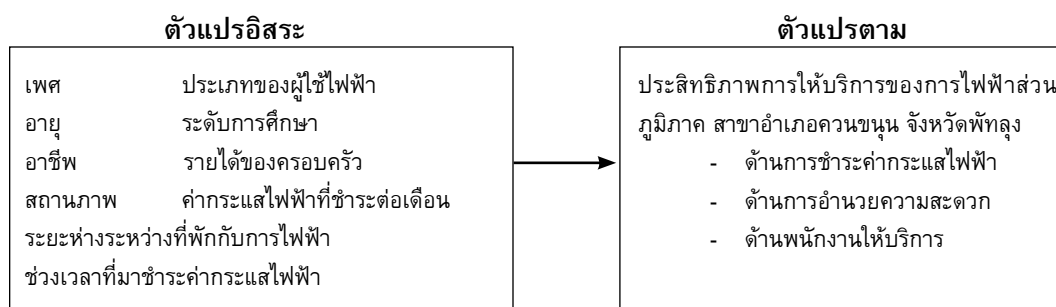 ตัวแปรอิสระ
เพศ ประเภทของผู้ใช้ไฟฟ้า
อายุ ระดับการศึกษา
อาชีพ รายได้ของครอบครัว
สถานภาพ ค่ากระแสไฟฟ้าที่ชำระต่อเดือน
ระยะห่างระหว่างที่พักกับการไฟฟ้า
ช่วงเวลาที่มาชำระค่ากระแสไฟฟ้า
ตัวแปรตาม
ประสิทธิภาพการให้บริการของการไฟฟ้าส่วน
ภูมิภาค สาขาอำเภอควนขนุน จังหวัดพัทลุง
- ด้านการชำระค่ากระแสไฟฟ้า
- ด้านการอำนวยความสะดวก
- ด้านพนักงานให้บริการ